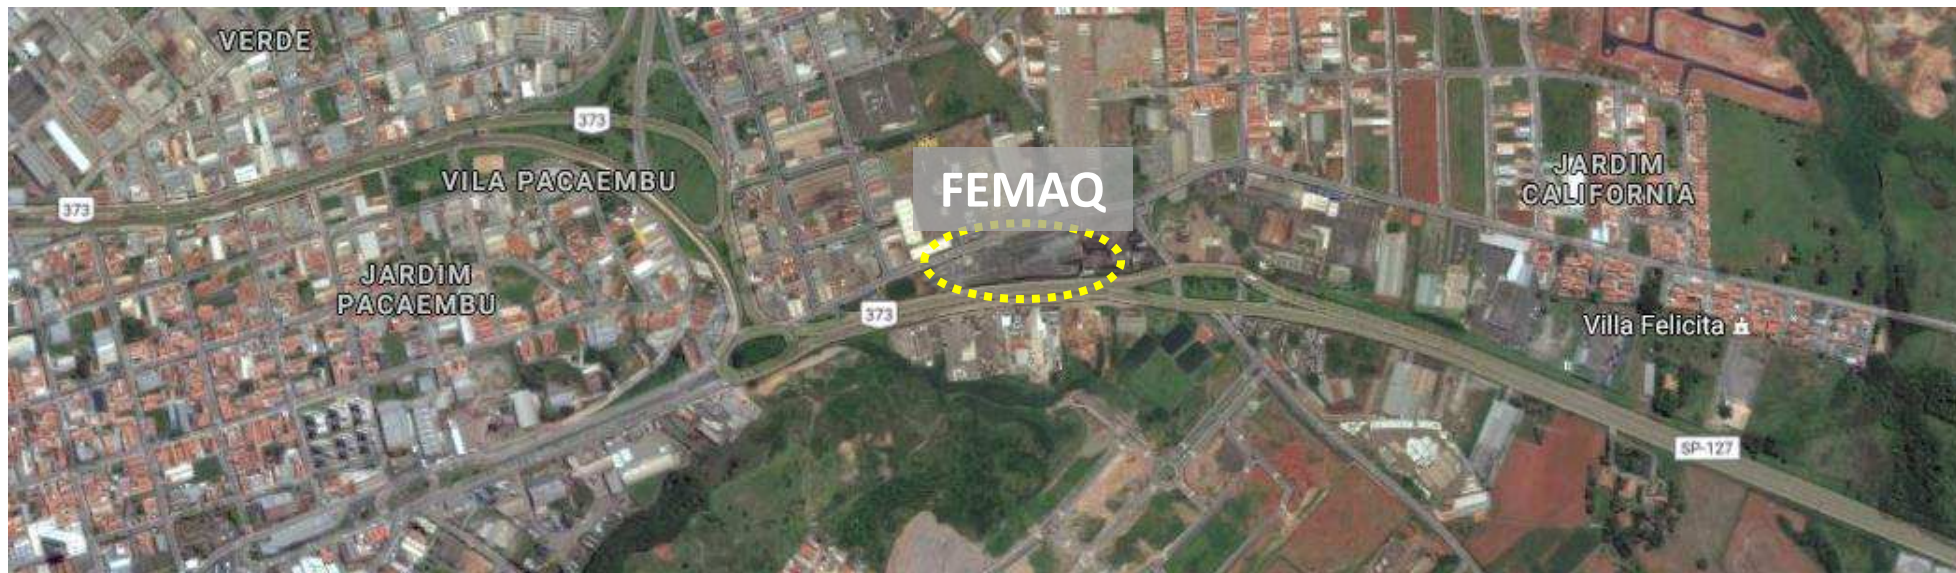 VERDE
373
VILA PACAEMBU
373
FEMAQ
JARDIM
CALIFORNIA
JARDIM
PACAEMBU
373
Villa Felicita
SP-127